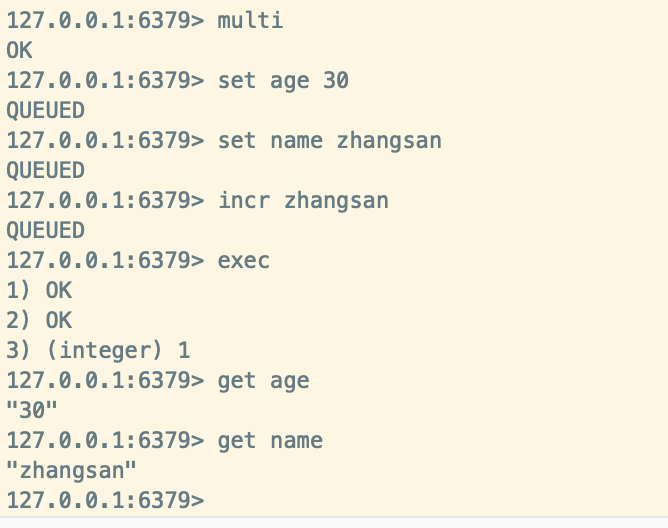 127.0.0.1:6379> multi
OK
127.0.0.1:6379> set age 30
QUEUED
127.0.0.1:6379> set name zhangsan
QUEUED
127.0.0.1:6379> incr zhangsan
QUEUED
127.0.0.1:6379> exec
1) OK
2) OK
3) (integer) 1
127.0.0.1:6379> get age
"30"
127.0.0.1:6379> get name
"zhangsan"
127.0.0.1:6379>